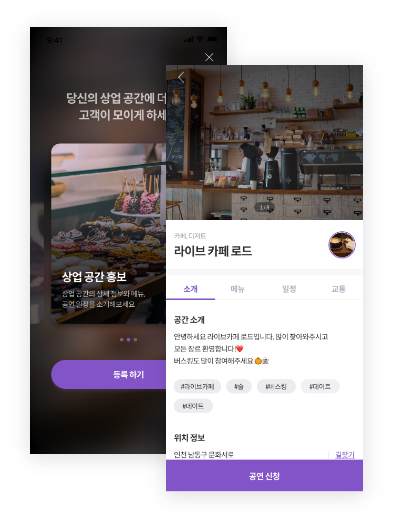 9:41
당신의 상업 공간에 더
고객이 모이게 하세
상업 공간 홍보
상업 공간의 상세 정보와 메뉴,
공연 일정을 소개해보세요
등록 하기
1/4
카페, 디저트
라이브 카페 로드
소개 메뉴 일정 교통
공간 소개
안녕하세요 라이브카페 로드입니다, 많이 찾아와주시고
모든 장르 환영합니다!❤️
버스킹도 많이 참여해주세요
#라이브카페 #술 #버스킹 #데이트
#데이트
위치 정보
인천 남동구 문화서로
길찾기
공연 신청